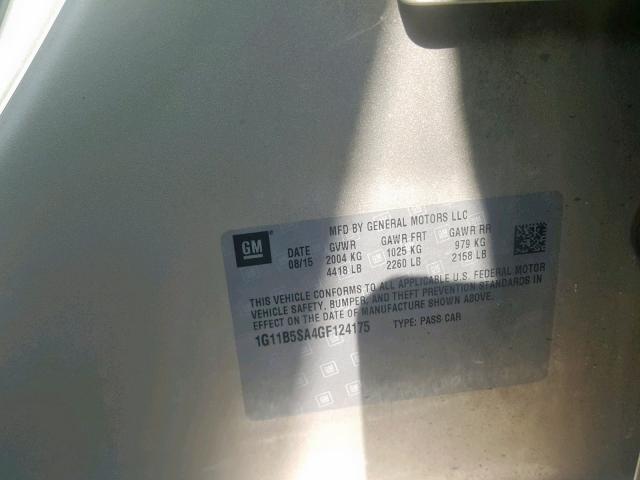 GM
MFD BY GENERAL MOTORS LLC
DATE GVWR GAWR FRT GAWR RR
08/15 2004 KG 1025 KG 979 KG
4418 LB 2260 LB 2158 LB
THIS VEHICLE CONFORMS TO ALL APPLICABLE U.S. FEDERAL MOTOR
VEHICLE SAFETY, BUMPER, AND THEFT PREVENTION STANDARDS IN
EFFECT ON THE DATE OF MANUFACTURE SHOWN ABOVE.
1G11B5SA4GF124175 TYPE: PASS CAR